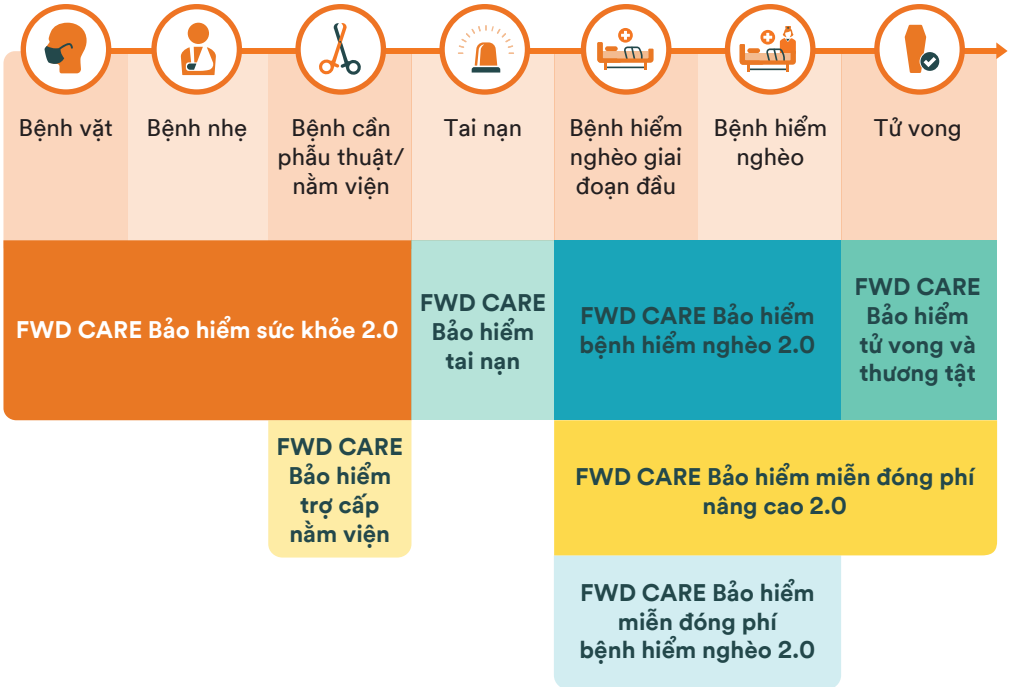 Bệnh vặt
Bệnh nhẹ
Bệnh cần
phẫu thuật/
nằm viện
Tai nạn
Bệnh hiểm
nghèo giai
đoạn đầu
Bệnh hiểm
nghèo
Tử vong
FWD CARE Bảo hiểm sức khỏe 2.0
FWD CARE
Bảo hiểm
tai nạn
FWD CARE Bảo hiểm
bệnh hiểm nghèo 2.0
FWD CARE
Bảo hiểm
tử vong và
thương tật
FWD CARE
Bảo hiểm
trợ cấp
nằm viện
FWD CARE Bảo hiểm miễn đóng phí
nâng cao 2.0
FWD CARE Bảo hiểm
miễn đóng phí
bệnh hiểm nghèo 2.0